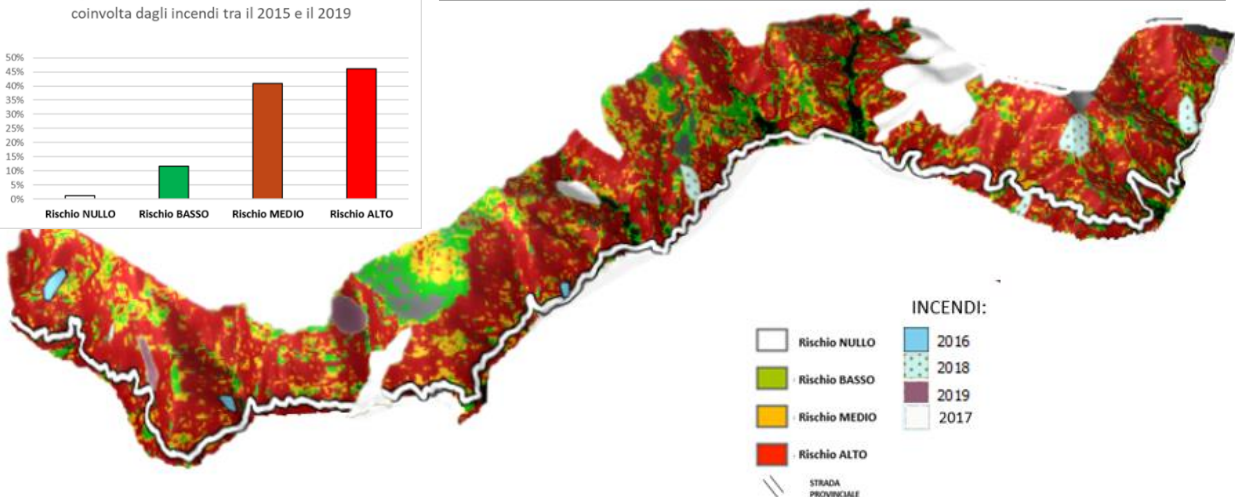 coinvolta dagli incendi tra il 2015 e il 2019
50%
45%
40%
35%
30%
25%
20%
15%
10%
5%
0%
Rischio NULLO
Rischio BASSO
Rischio MEDIO
Rischio ALTO
Rischio NULLO
Rischio BASSO
Rischio MEDIO
Rischio ALTO
STRADA
PROVINCIALE
INCENDI:
2016
2018
2019
2017